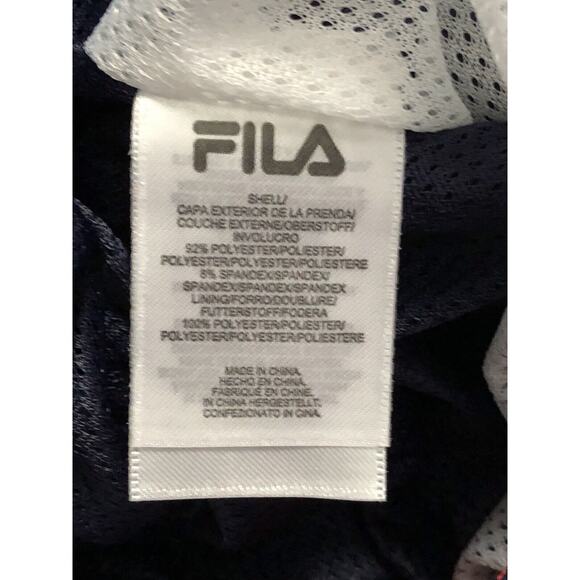 FILA
SHELL/
CAPA EXTERIOR DE LA PRENDA/
COUCHE EXTERNE/OBERSTOFF/
INVOLUCRO
92% POLYESTER/POLIESTER/
POLYESTER/POLYESTER/POLIESTERE
8% SPANDEX/SPANDEX/
SPANDEX/SPANDEX/SPANDEX
LINING/FORRO/DOUBLURE/
FUTTERSTOFF/FODERA
100% POLYESTER/POLIESTER/
POLYESTER/POLYESTER/POLIESTERE
MADE IN CHINA.
HECHO EN CHINA.
FABRIQUÉ EN CHINE.
IN CHINA HERGESTELLT.
CONFEZIONATO IN CINA.